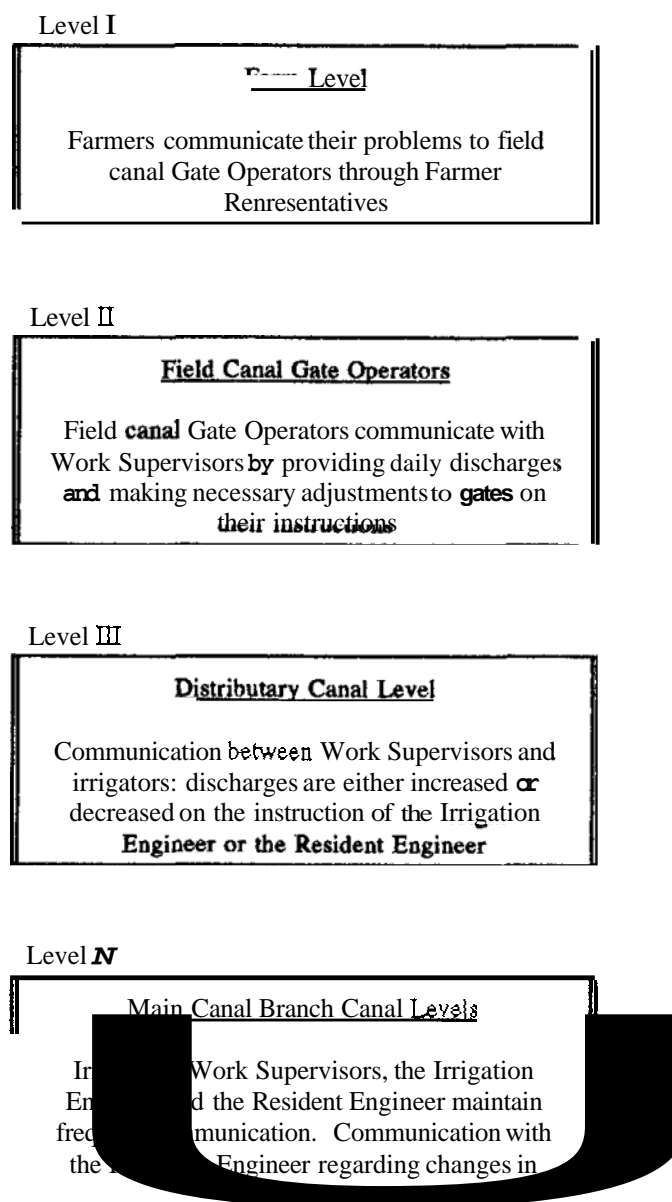 Level I
Level
Farmers communicate their problems to field
canal Gate Operators through Farmer
Renresentatives
Level II
Field Canal Gate Operators
Field canal Gate Operators communicate with
Work Supervisors by providing daily discharges
and making necessary adjustments to gates on
their instructions
Level III
Distributary Canal Level
Communication between Work Supervisors and
irrigators: discharges are either increased or
decreased on the instruction of the Irrigation
Engineer or the Resident Engineer
Level N
Main Canal Branch Canal Levels
Work Supervisors, the Irrigation
the Resident Engineer maintain
Communication with
the Engineer regarding changes in